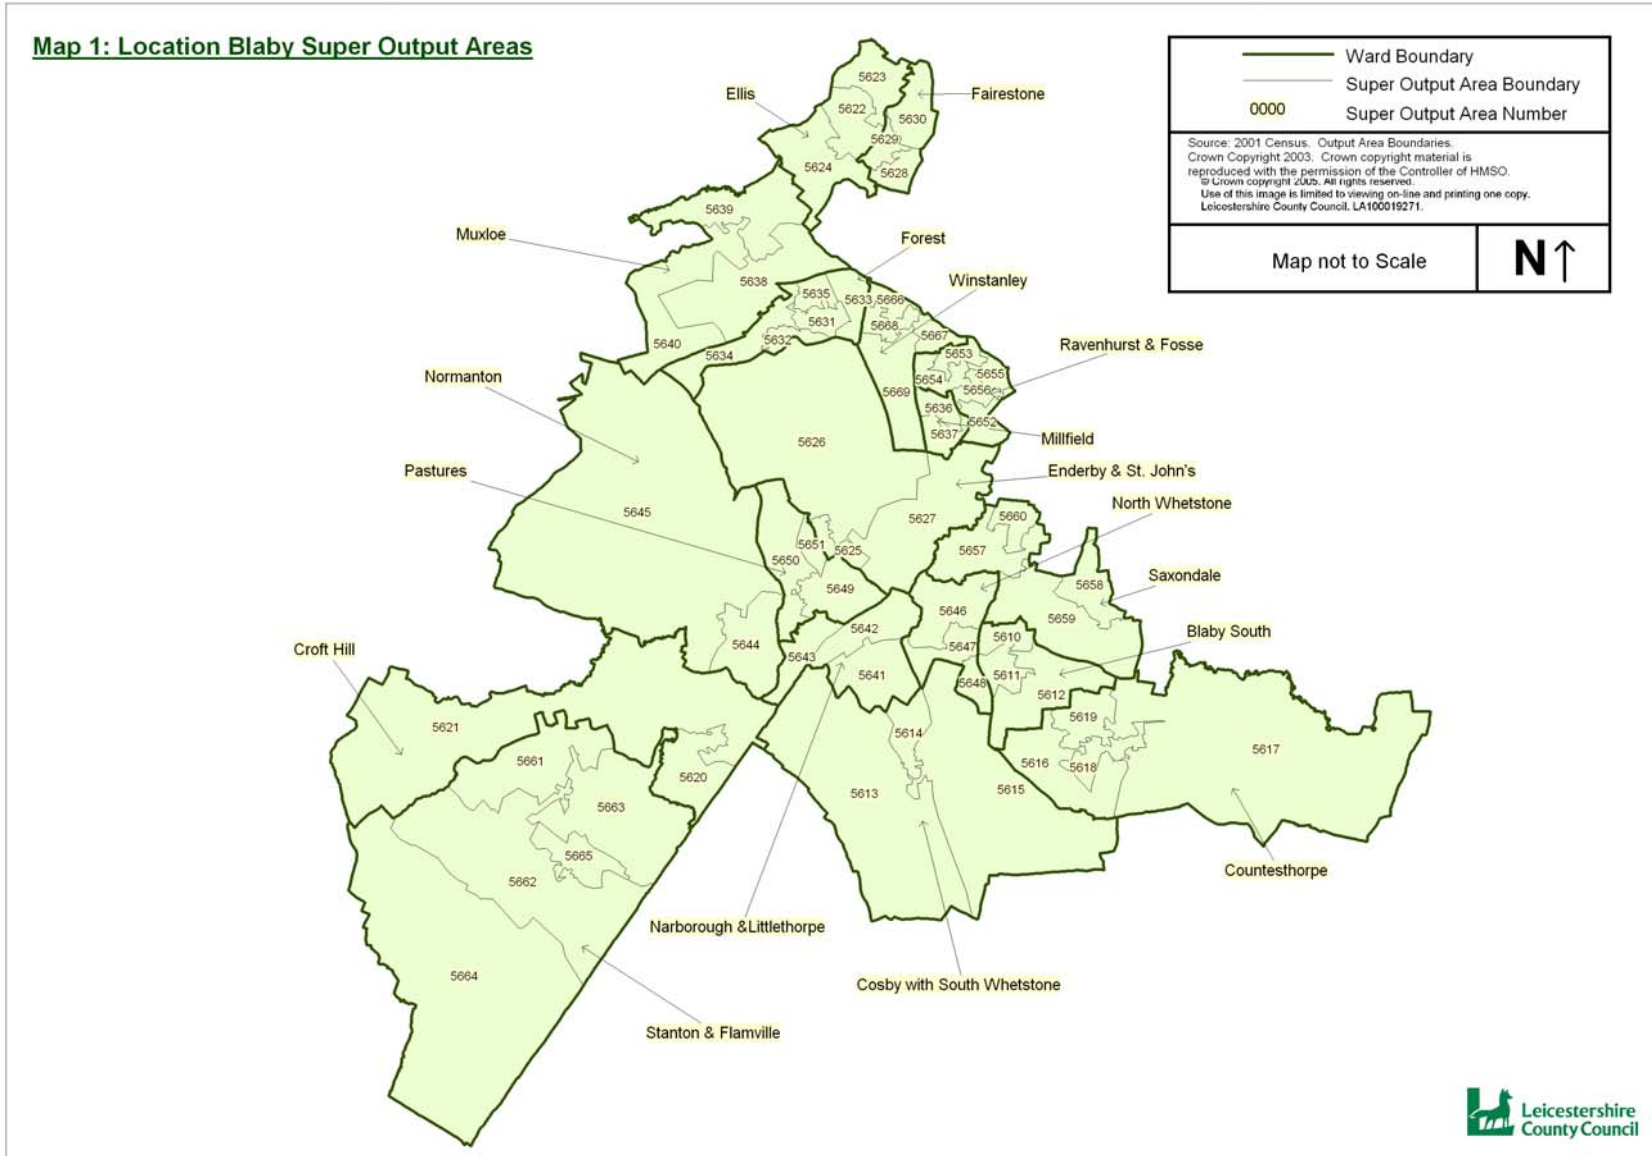 Map 1: Location Blaby Super Output Areas
Ward Boundary
Super Output Area Boundary
0000 Super Output Area Number
Source: 2001 Census. Output Area Boundaries.
Crown Copyright 2003. Crown copyright material is
reproduced with the permission of the Controller of HMSO.
© Crown copyright 2005. All rights reserved.
Use of this image is limited to viewing on-line and printing one copy.
Leicestershire County Council. LA100019271.
Map not to Scale
N↑
5623
Ellis
Fairestone
5622
5630
5629
5624
5628
5639
Muxloe
Forest
5638
Winstanley
5635
5633
5666
5631
5668
5632
5667
5640
5634
Ravenhurst & Fosse
5653
Normanton
5654
5655
5656
5669
5636
5652
5637
5626
Millfield
Pastures
Enderby & St. John's
North Whetstone
5645
5627
5660
5651
5625
5657
5650
Saxondale
5649
5658
5646
5659
5642
Blaby South
5610
5644
5647
Croft Hill
5643
5641
5648
5611
5612
5621
5619
5614
5617
5661
5616
5618
5620
5613
5615
5663
5665
5662
Countesthorpe
Narborough &Littlethorpe
5664
Cosby with South Whetstone
Stanton & Flamville
Leicestershire
County Council